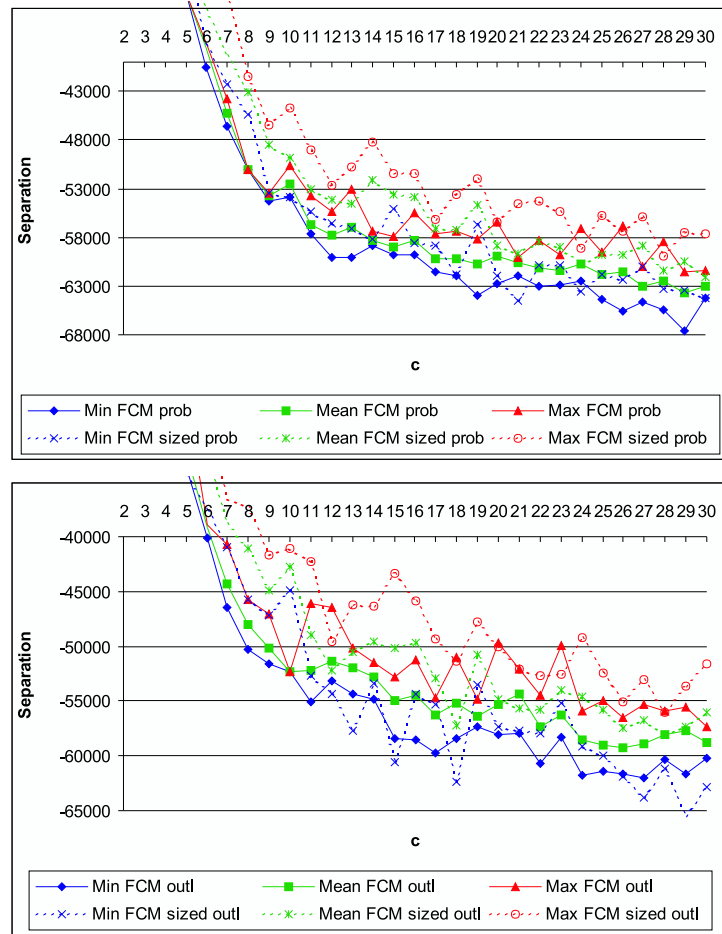 2 3 4 5 6 7 8 9 10 11 12 13 14 15 16 17 18 19 20 21 22 23 24 25 26 27 28 29 30
-43000
-48000
-53000
-58000
-63000
-68000
Separation
c
Min FCM prob Mean FCM prob Max FCM prob
Min FCM sized prob Mean FCM sized prob Max FCM sized prob
2 3 4 5 6 7 8 9 10 11 12 13 14 15 16 17 18 19 20 21 22 23 24 25 26 27 28 29 30
-40000
-45000
-50000
-55000
-60000
-65000
Separation
c
Min FCM outl Mean FCM outl Max FCM outl
Min FCM sized outl Mean FCM sized outl Max FCM sized outl